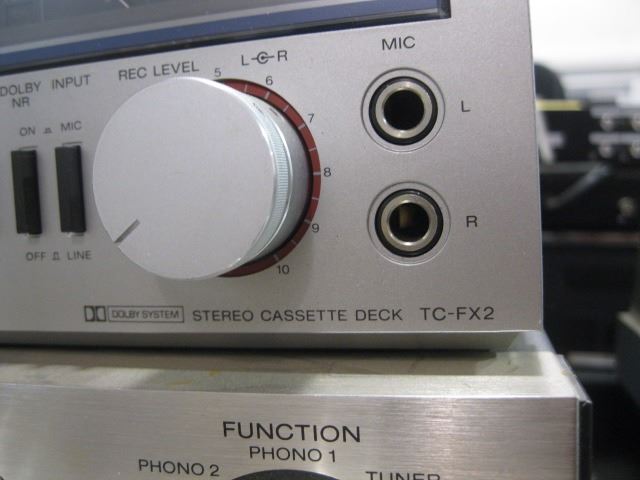 DOLBY NR
INPUT
REC LEVEL
L R
MIC
ON MIC
OFF LINE
5
6
7
8
9
10
L
R
DOLBY SYSTEM STEREO CASSETTE DECK TC-FX2
FUNCTION
PHONO 1
PHONO 2
TUNER